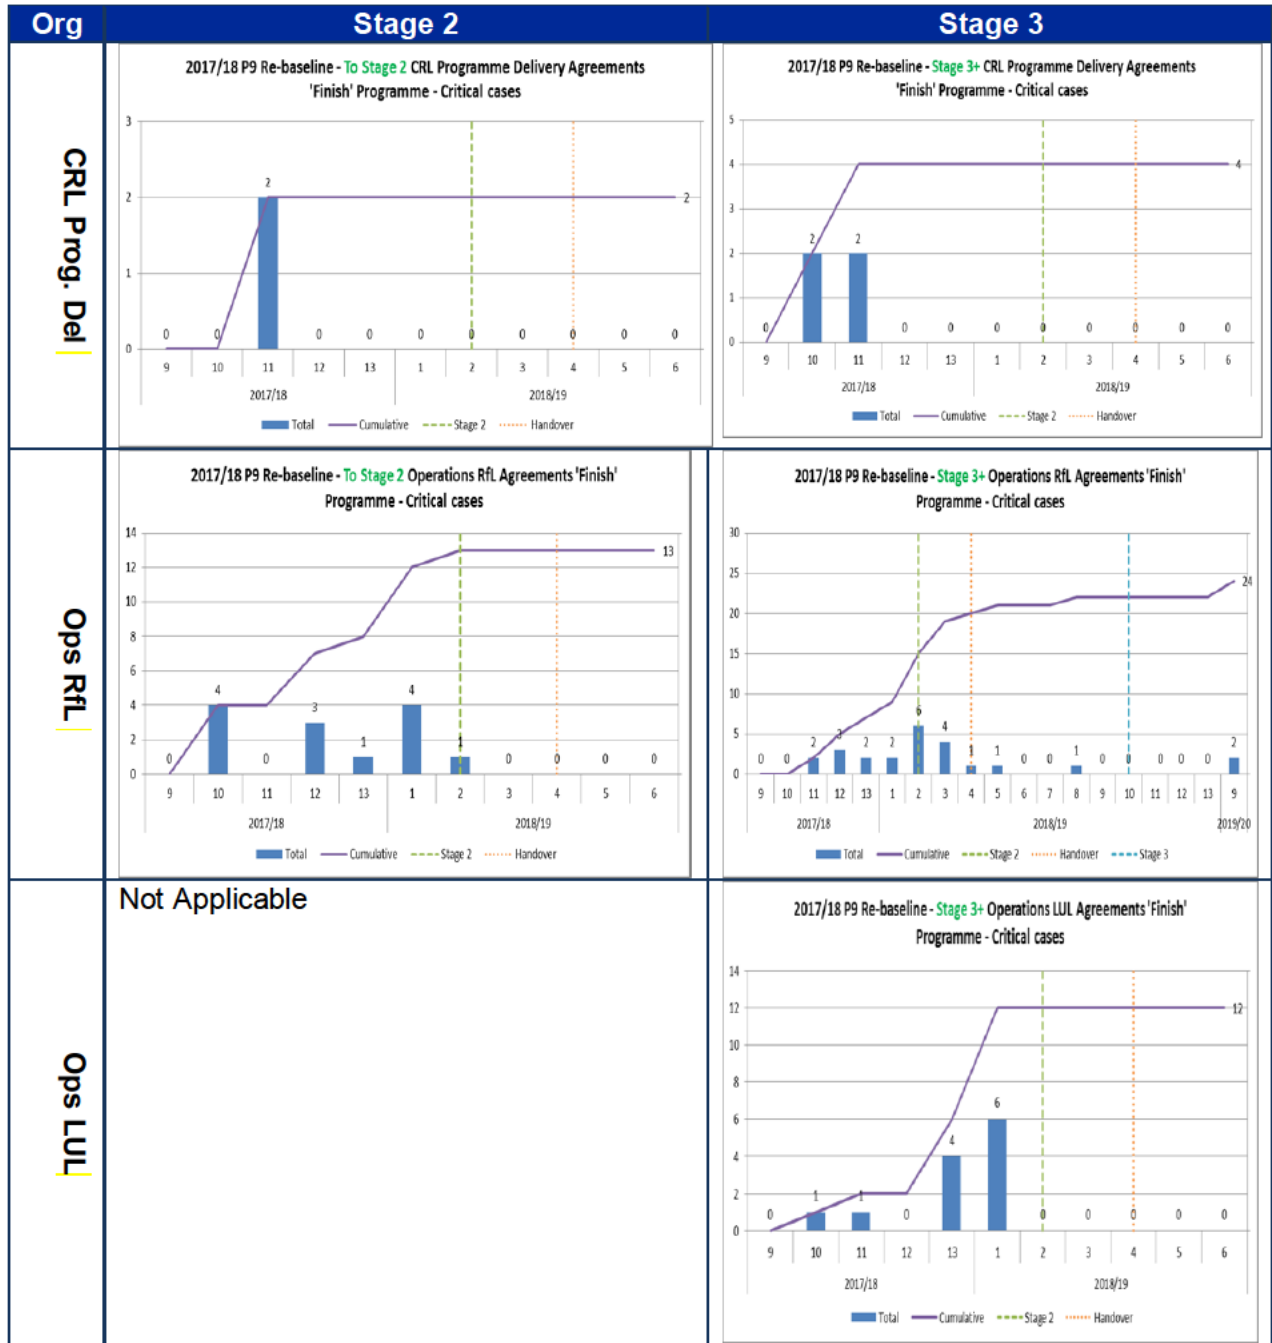 Org
Stage 2
Stage 3
CRL Prog. Del
2017/18 P9 Re-baseline - To Stage 2 CRL Programme Delivery Agreements
'Finish' Programme - Critical cases
3
2
1
0
0 0 2 0 0 0 0 0 0 0 0
2
9 10 11 12 13 1 2 3 4 5 6
2017/18 2018/19
Total Cumulative Stage 2 Handover
2017/18 P9 Re-baseline - Stage 3+ CRL Programme Delivery Agreements
'Finish' Programme - Critical cases
5
4
3
2
1
0
0 2 2 0 0 0 0 0 0 0 0
4
9 10 11 12 13 1 2 3 4 5 6
2017/18 2018/19
Total Cumulative Stage 2 Handover
Ops RfL
2017/18 P9 Re-baseline - To Stage 2 Operations RfL Agreements 'Finish'
Programme - Critical cases
14
12
10
8
6
4
2
0
0 4 0 3 1 4 1 0 0 0 0
13
9 10 11 12 13 1 2 3 4 5 6
2017/18 2018/19
Total Cumulative Stage 2 Handover
2017/18 P9 Re-baseline - Stage 3+ Operations RfL Agreements 'Finish'
Programme - Critical cases
30
25
20
15
10
5
0
0 0 2 3 2 2 6 4 1 1 0 0 1 0 0 0 0 0 2
24
9 10 11 12 13 1 2 3 4 5 6 7 8 9 10 11 12 13 9
2017/18 2018/19 2019/20
Total Cumulative Stage 2 Handover Stage 3
Ops LUL
Not Applicable
2017/18 P9 Re-baseline - Stage 3+ Operations LUL Agreements 'Finish'
Programme - Critical cases
14
12
10
8
6
4
2
0
0 1 1 0 4 6 0 0 0 0 0
12
9 10 11 12 13 1 2 3 4 5 6
2017/18 2018/19
Total Cumulative Stage 2 Handover